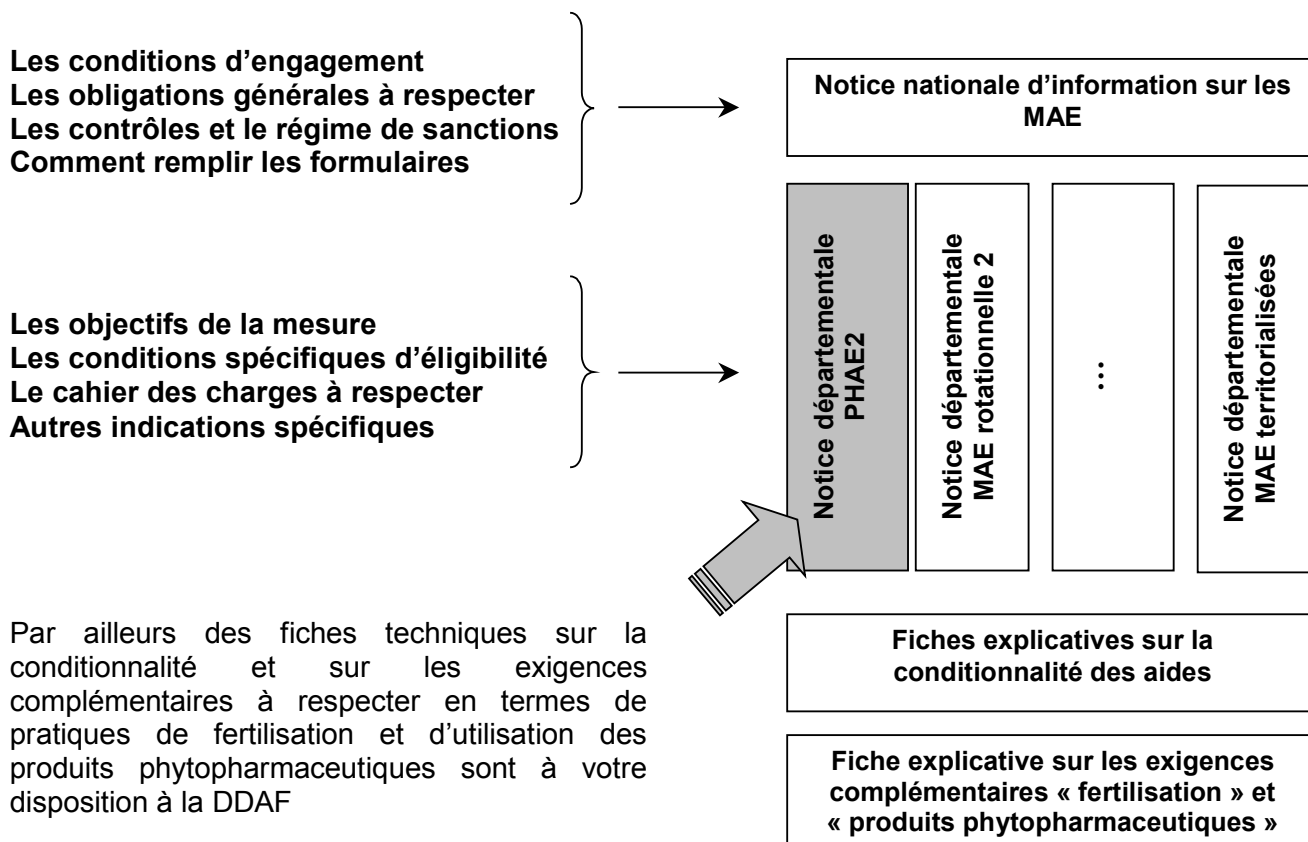 Les conditions d’engagement
Les obligations générales à respecter
Les contrôles et le régime de sanctions
Comment remplir les formulaires
Notice nationale d’information sur les
MAE
Les objectifs de la mesure
Les conditions spécifiques d’éligibilité
Le cahier des charges à respecter
Autres indications spécifiques
Notice départementale
PHAE2
Notice départementale
MAE rotationnelle 2
…
Notice départementale
MAE territorialisées
Par ailleurs des fiches techniques sur la
conditionnalité et sur les exigences
complémentaires à respecter en termes de
pratiques de fertilisation et d’utilisation des
produits phytopharmaceutiques sont à votre
disposition à la DDAF
Fiches explicatives sur la
conditionnalité des aides
Fiche explicative sur les exigences
complémentaires « fertilisation » et
« produits phytopharmaceutiques »